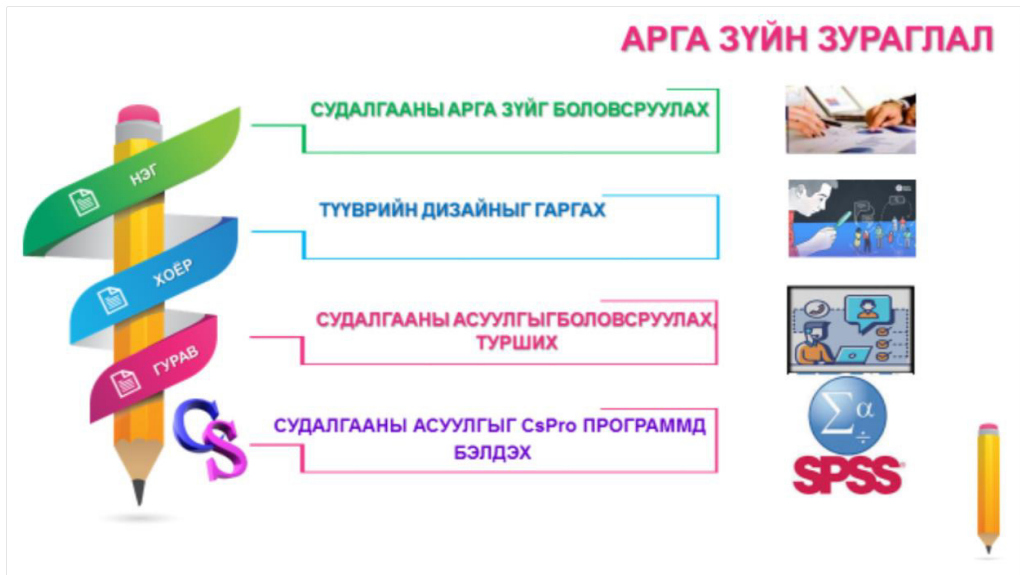 АРГА ЗҮЙН ЗУРАГЛАЛ
СУДАЛГААНЫ АРГА ЗҮЙГ БОЛОВСРУУЛАХ
НЭГ
ТҮҮВРИЙН ДИЗАЙНЫГ ГАРГАХ
ХОЁР
СУДАЛГААНЫ АСУУЛГЫГБОЛОВСРУУЛАХ,
ТУРШИХ
ГУРАВ
CS
СУДАЛГААНЫ АСУУЛГЫГ CsPro ПРОГРАММД
БЭЛДЭХ
Σ α
÷
SPSS